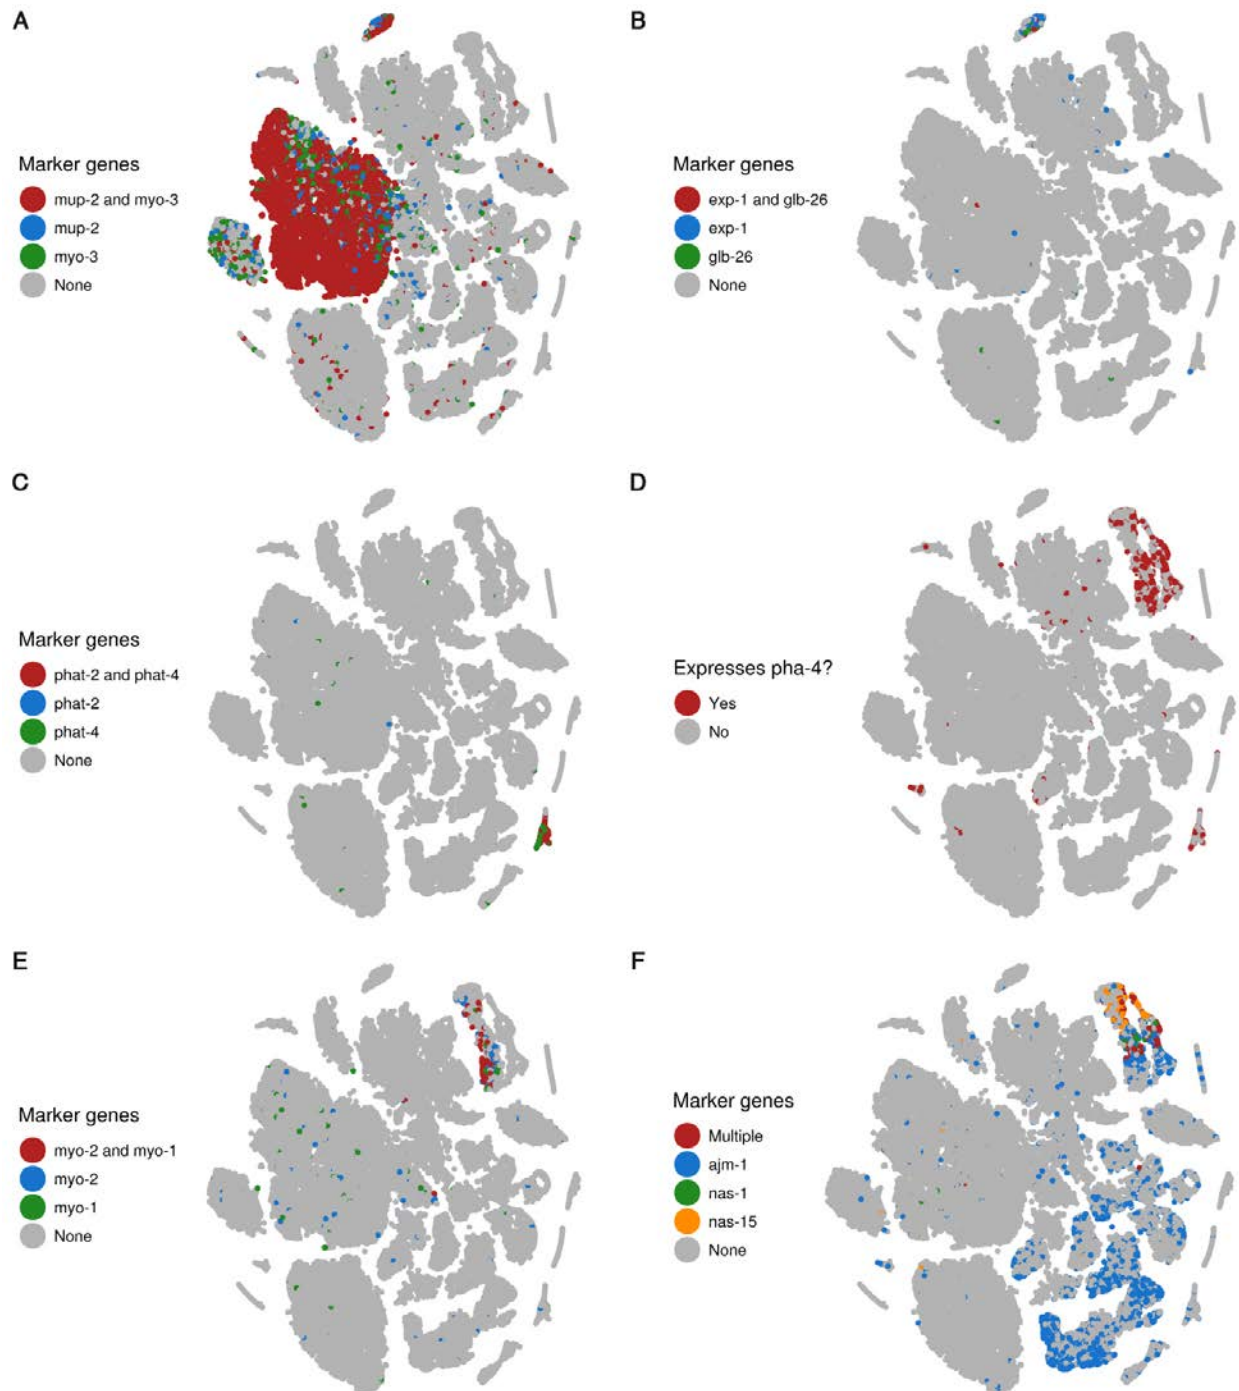 A
Marker genes
mup-2 and myo-3
mup-2
myo-3
None
B
Marker genes
exp-1 and glb-26
exp-1
glb-26
None
C
Marker genes
phat-2 and phat-4
phat-2
phat-4
None
D
Expresses pha-4?
Yes
No
E
Marker genes
myo-2 and myo-1
myo-2
myo-1
None
F
Marker genes
Multiple
ajm-1
nas-1
nas-15
None